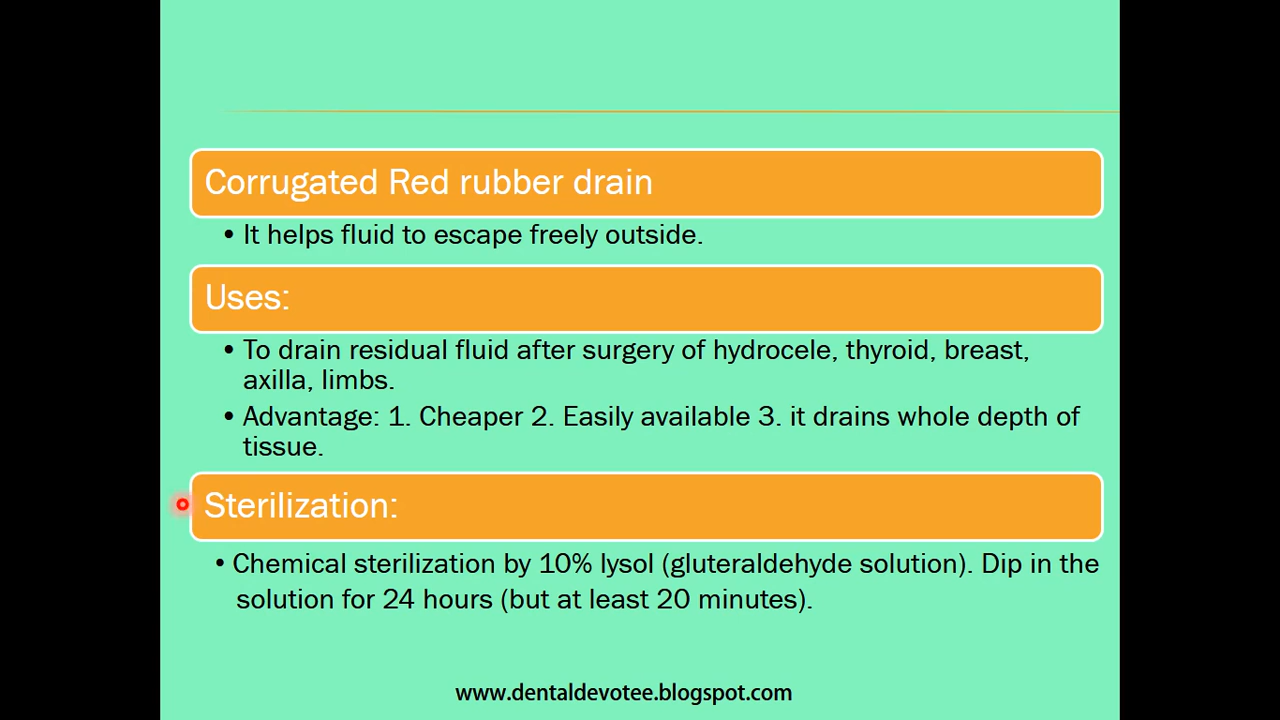 Corrugated Red rubber drain
• It helps fluid to escape freely outside.
Uses:
• To drain residual fluid after surgery of hydrocele, thyroid, breast,
axilla, limbs.
• Advantage: 1. Cheaper 2. Easily available 3. it drains whole depth of
tissue.
Sterilization:
• Chemical sterilization by 10% lysol (gluteraldehyde solution). Dip in the
solution for 24 hours (but at least 20 minutes).
www.dentaldevotee.blogspot.com